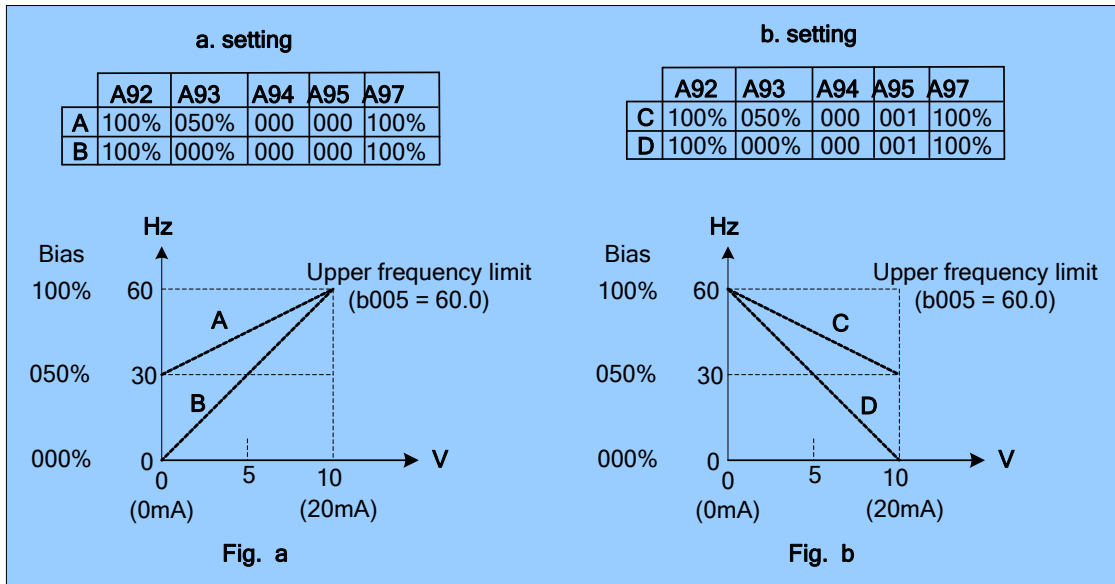 a. setting
A92 A93 A94 A95 A97
A 100% 050% 000 000 100%
B 100% 000% 000 000 100%
Hz
Bias
100% 60
Upper frequency limit
(b005 = 60.0)
A
050% 30
B
000% 0
V
0 5 10
(0mA) (20mA)
Fig. a
b. setting
A92 A93 A94 A95 A97
C 100% 050% 000 001 100%
D 100% 000% 000 001 100%
Hz
Bias
100% 60
Upper frequency limit
(b005 = 60.0)
C
050% 30
D
000% 0
V
0 5 10
(0mA) (20mA)
Fig. b